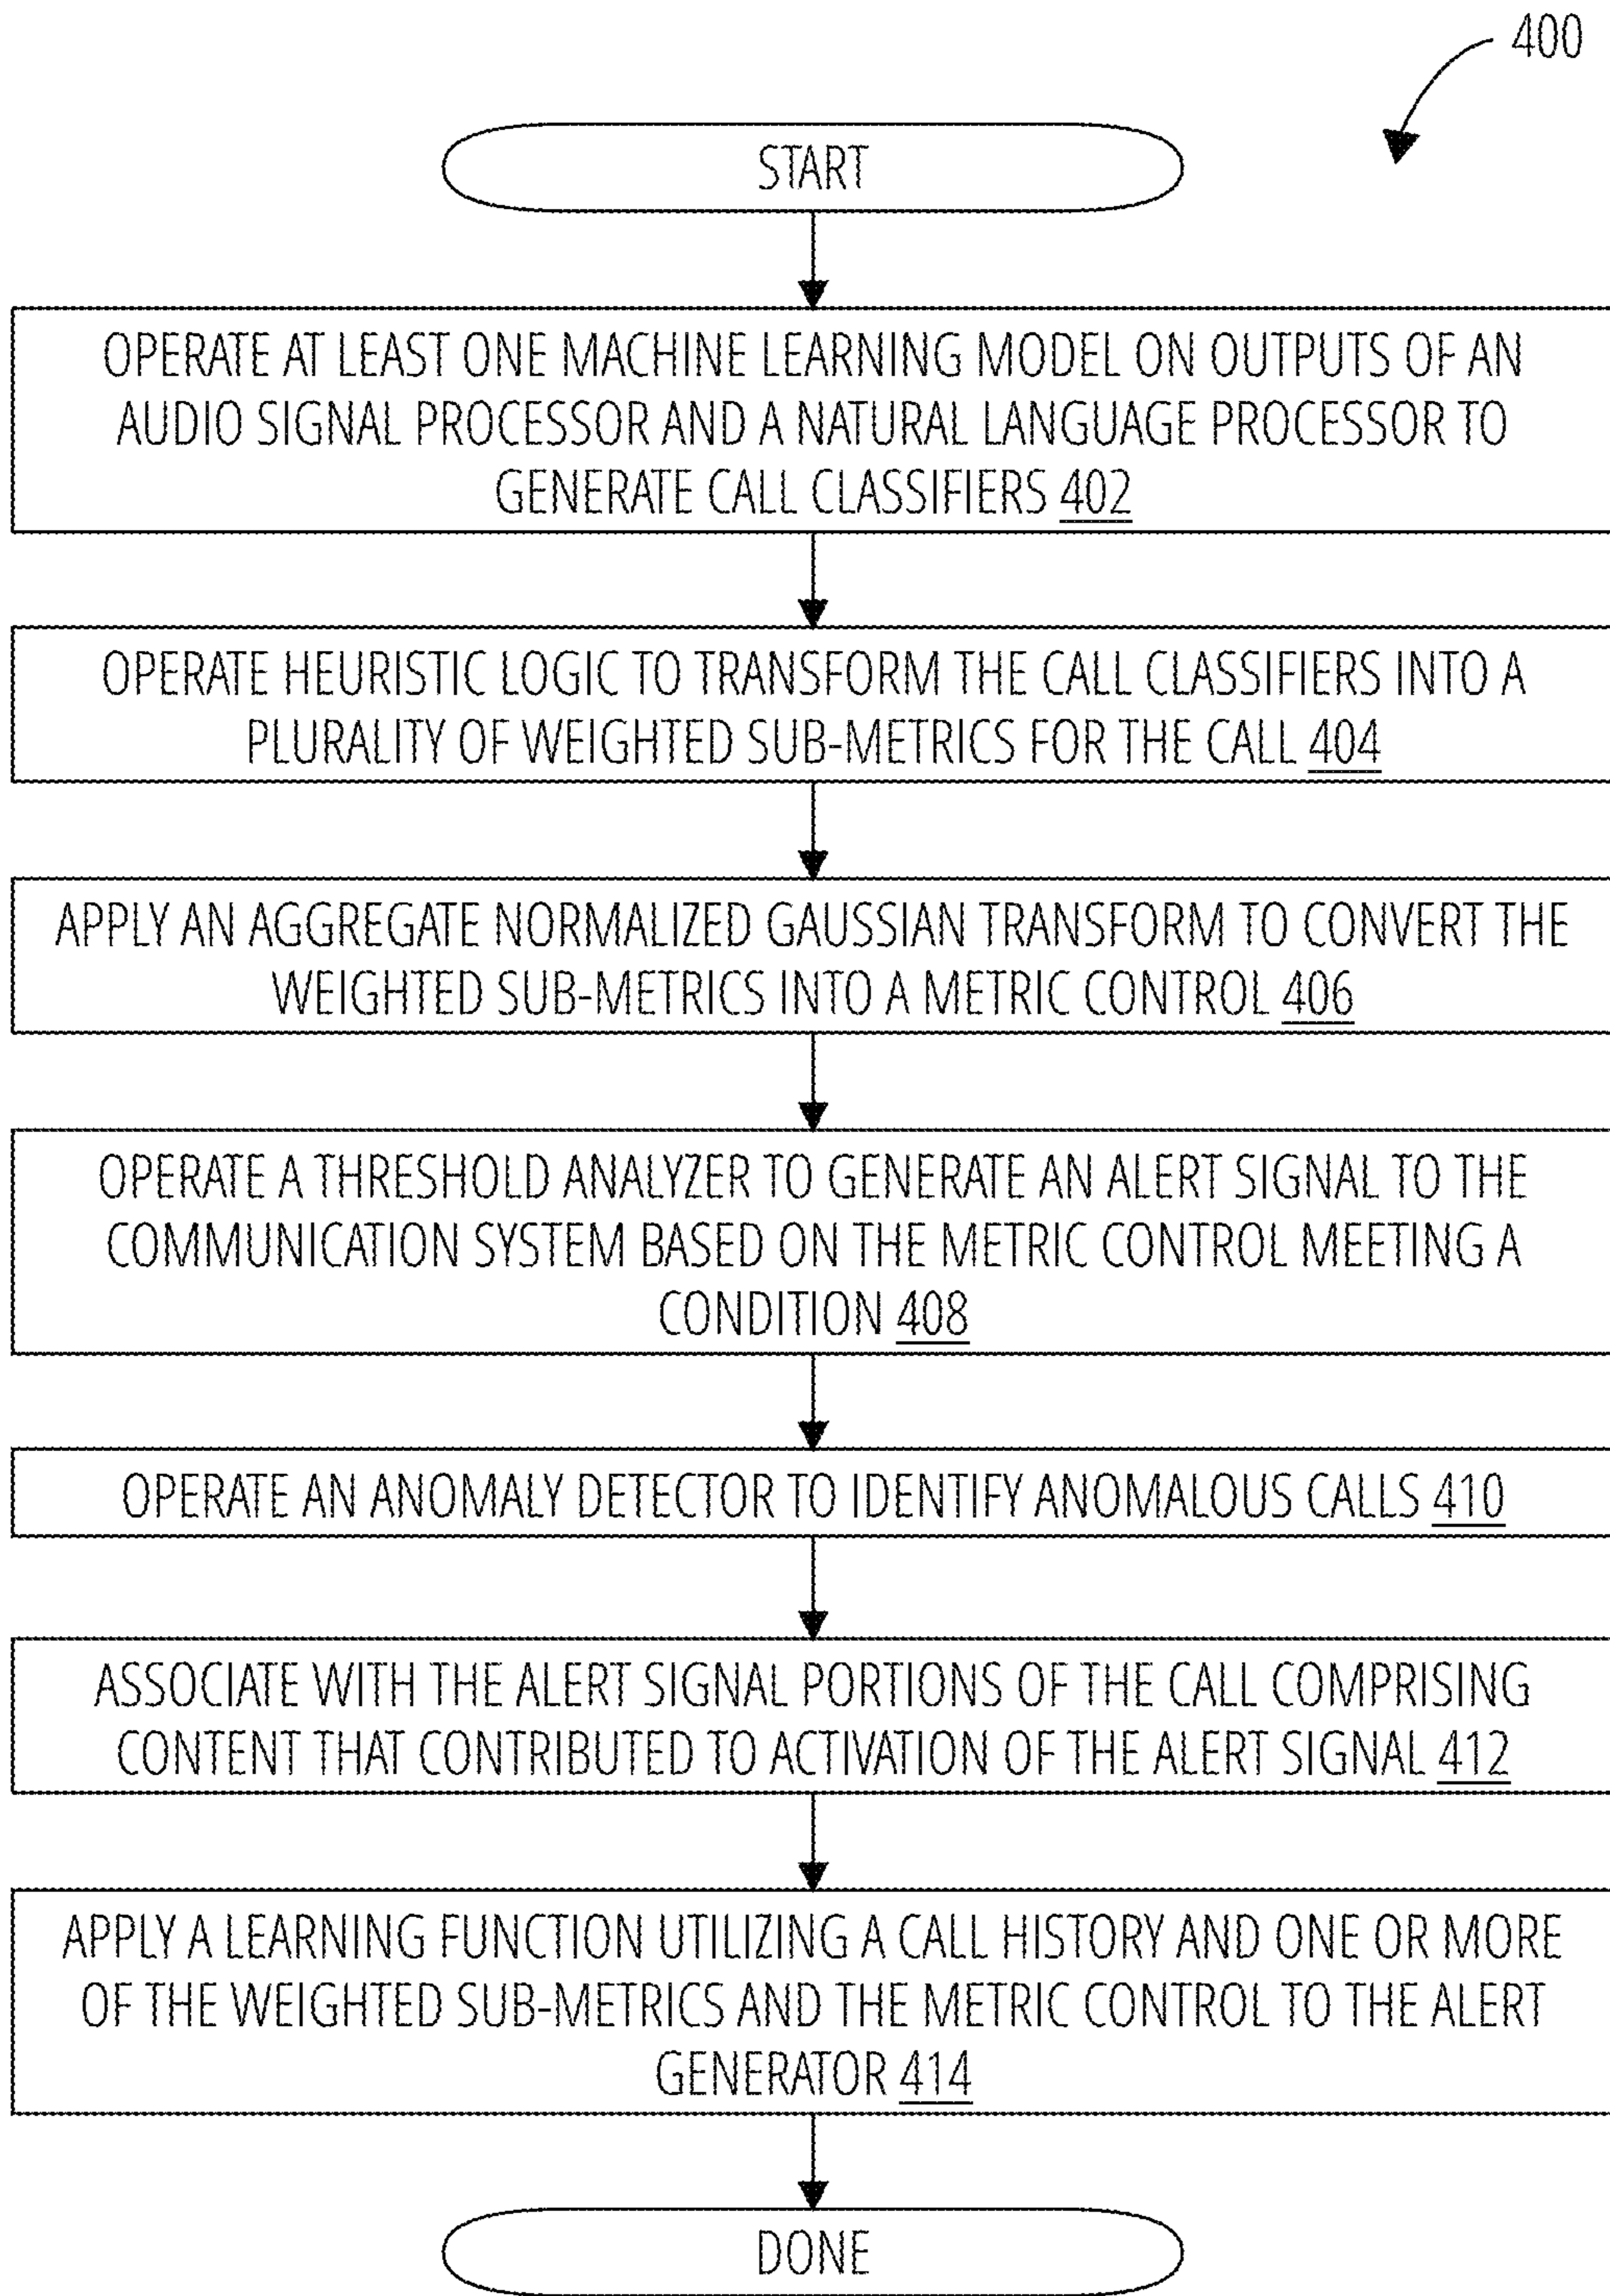 400
START
OPERATE AT LEAST ONE MACHINE LEARNING MODEL ON OUTPUTS OF AN
AUDIO SIGNAL PROCESSOR AND A NATURAL LANGUAGE PROCESSOR TO
GENERATE CALL CLASSIFIERS 402
OPERATE HEURISTIC LOGIC TO TRANSFORM THE CALL CLASSIFIERS INTO A
PLURALITY OF WEIGHTED SUB-METRICS FOR THE CALL 404
APPLY AN AGGREGATE NORMALIZED GAUSSIAN TRANSFORM TO CONVERT THE
WEIGHTED SUB-METRICS INTO A METRIC CONTROL 406
OPERATE A THRESHOLD ANALYZER TO GENERATE AN ALERT SIGNAL TO THE
COMMUNICATION SYSTEM BASED ON THE METRIC CONTROL MEETING A
CONDITION 408
OPERATE AN ANOMALY DETECTOR TO IDENTIFY ANOMALOUS CALLS 410
ASSOCIATE WITH THE ALERT SIGNAL PORTIONS OF THE CALL COMPRISING
CONTENT THAT CONTRIBUTED TO ACTIVATION OF THE ALERT SIGNAL 412
APPLY A LEARNING FUNCTION UTILIZING A CALL HISTORY AND ONE OR MORE
OF THE WEIGHTED SUB-METRICS AND THE METRIC CONTROL TO THE ALERT
GENERATOR 414
DONE